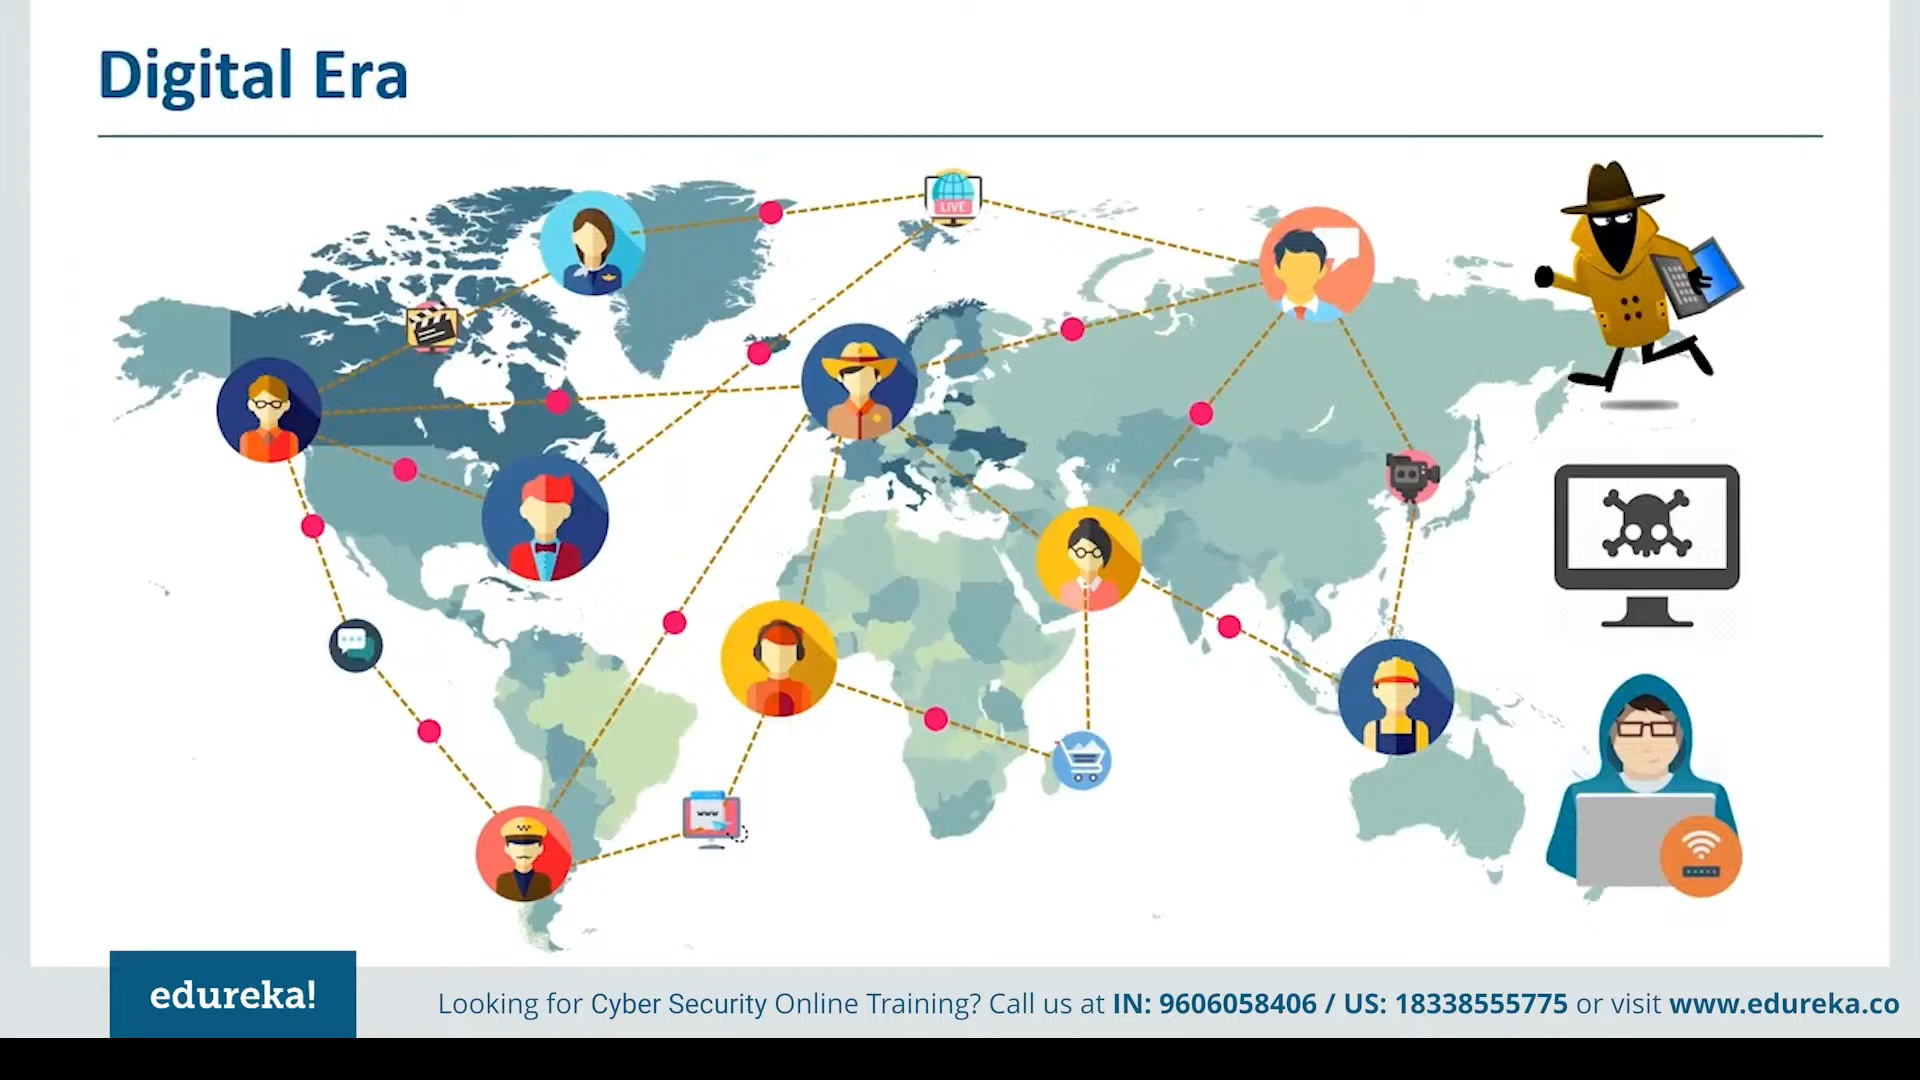 Digital Era
LIVE
www
edureka!
Looking for Cyber Security Online Training? Call us at IN: 9606058406 / US: 18338555775 or visit www.edureka.co